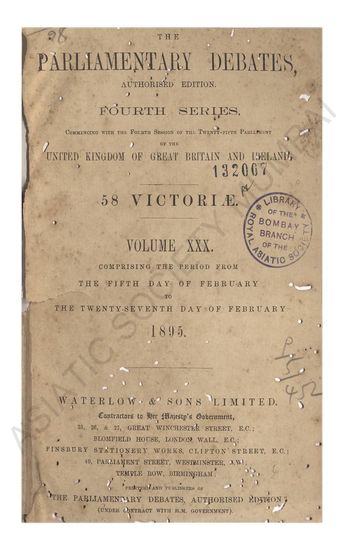 28
THE
PARLIAMENTARY DEBATES,
AUTHORISED EDITION.
FOURTH SERIES,
COMMENCING WITH THE FOURTH SESSION OF THE TWENTY-FIFTH PARLIAMENT
OF THE
UNITED KINGDOM OF GREAT BRITAIN AND IRELAND,
132067
58 VICTORIÆ.
LIBRARY
OF THE
BOMBAY
BRANCH
OF THE
ROYAL ASIATIC SOCIETY
VOLUME XXX.
COMPRISING THE PERIOD FROM
THE FIFTH DAY OF FEBRUARY
TO
THE TWENTY-SEVENTH DAY OF FEBRUARY
1895.
WATERLOW & SONS LIMITED.
Contractors to Her Majesty's Government,
25, 26, & 27, GREAT WINCHESTER STREET, E.C.;
BLOMFIELD HOUSE, LONDON WALL, E.C.;
FINSBURY STATIONERY WORKS, CLIFTON STREET, E.C.;
49, PARLIAMENT STREET, WESTMINSTER, S.W.;
TEMPLE ROW, BIRMINGHAM
PRINTERS AND PUBLISHERS OF
THE PARLIAMENTARY DEBATES, AUTHORISED EDITION
(UNDER CONTRACT WITH H.M. GOVERNMENT).
ASIATIC SOCIETY MUMBAI